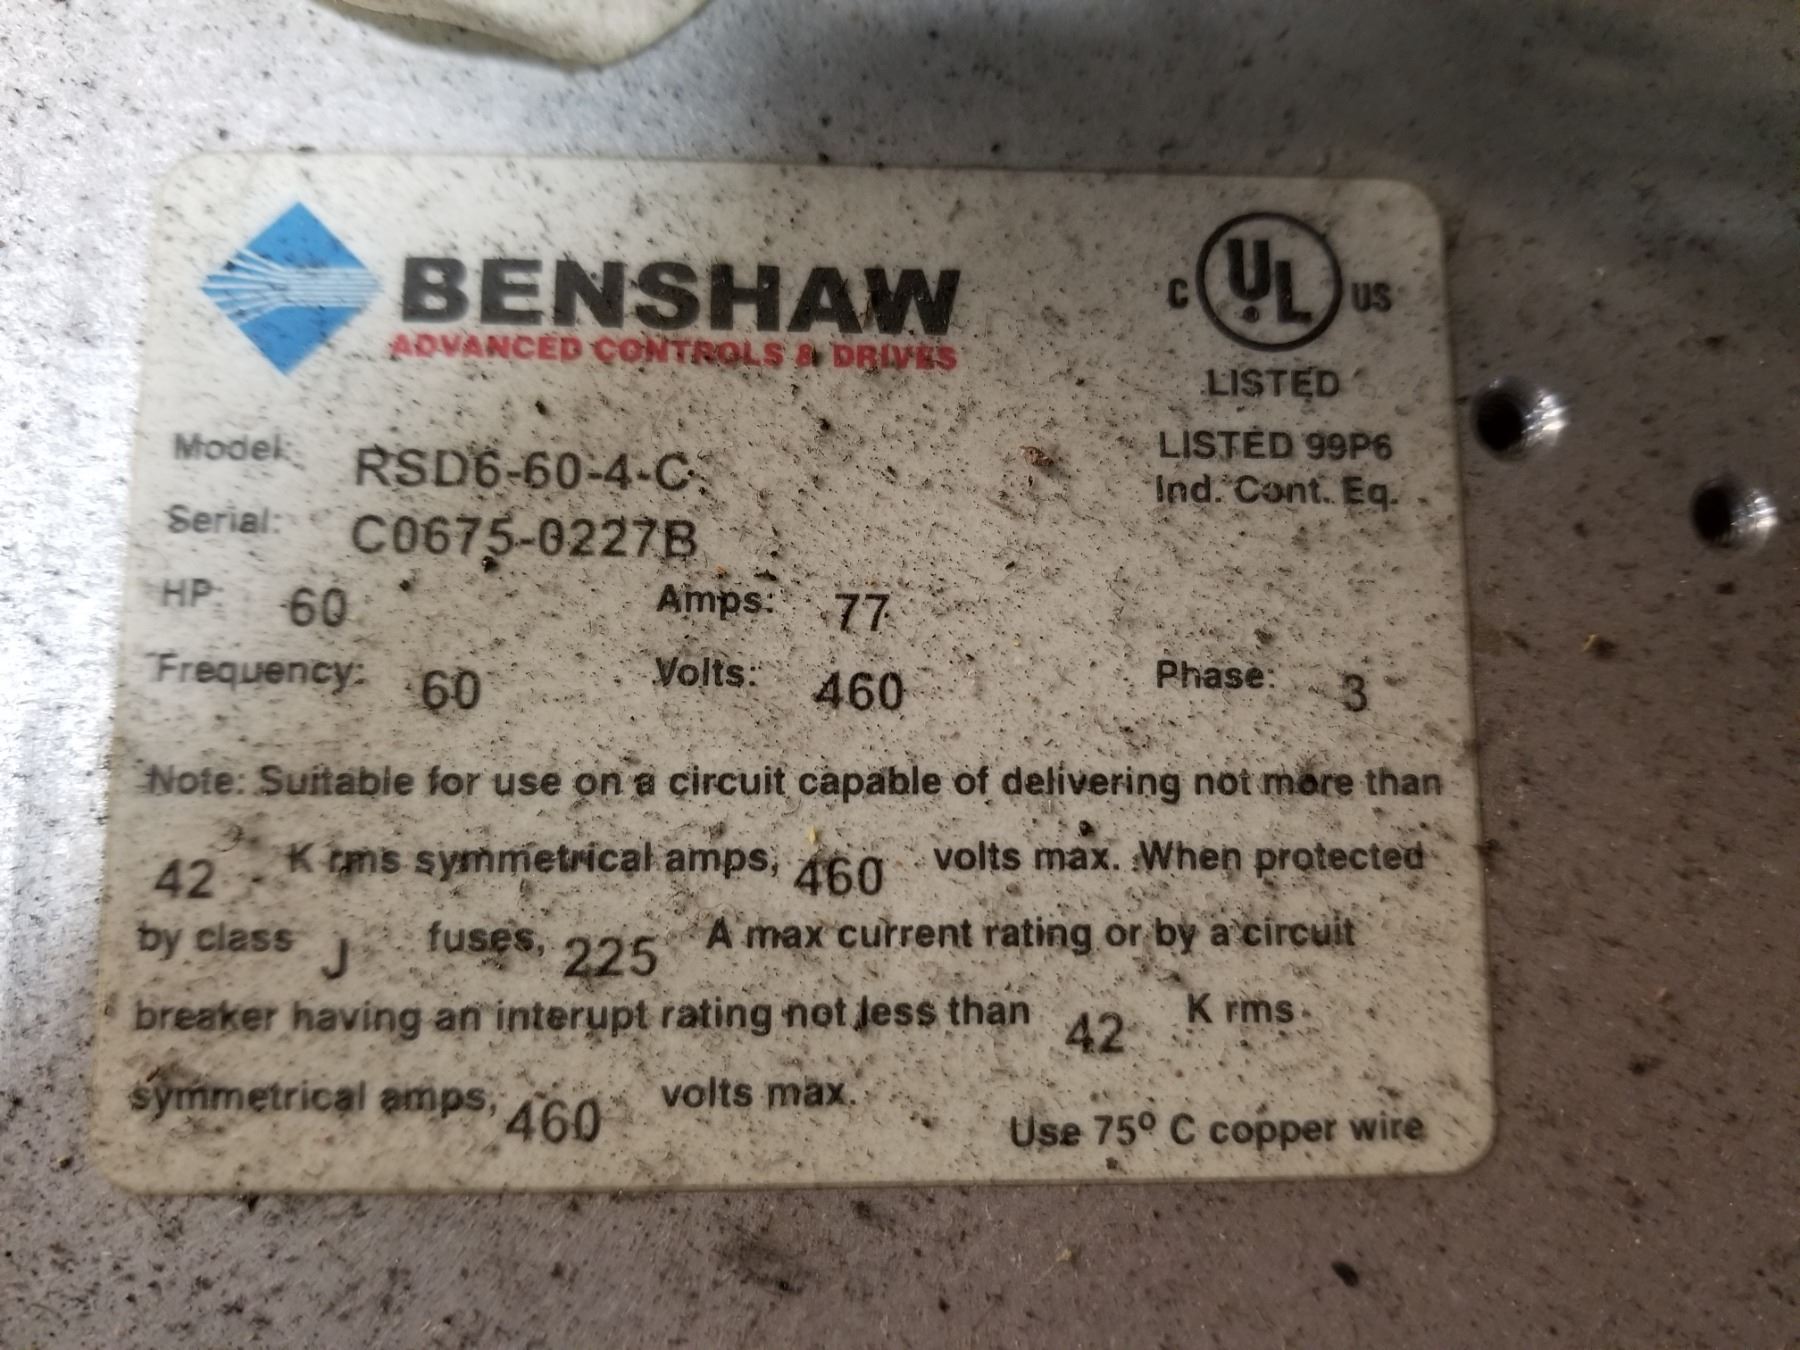 BENSHAW
ADVANCED CONTROLS & DRIVES
C UL US
LISTED
LISTED 99P6
Ind. Cont. Eq.
Model: RSD6-60-4-C
Serial: C0675-0227B
HP: 60 Amps: 77
Frequency: 60 Volts: 460 Phase: 3
Note: Suitable for use on a circuit capable of delivering not more than
42 K rms symmetrical amps, 460 volts max. When protected
by class J fuses, 225 A max current rating or by a circuit
breaker having an interupt rating not less than 42 K rms
symmetrical amps, 460 volts max.
Use 75º C copper wire